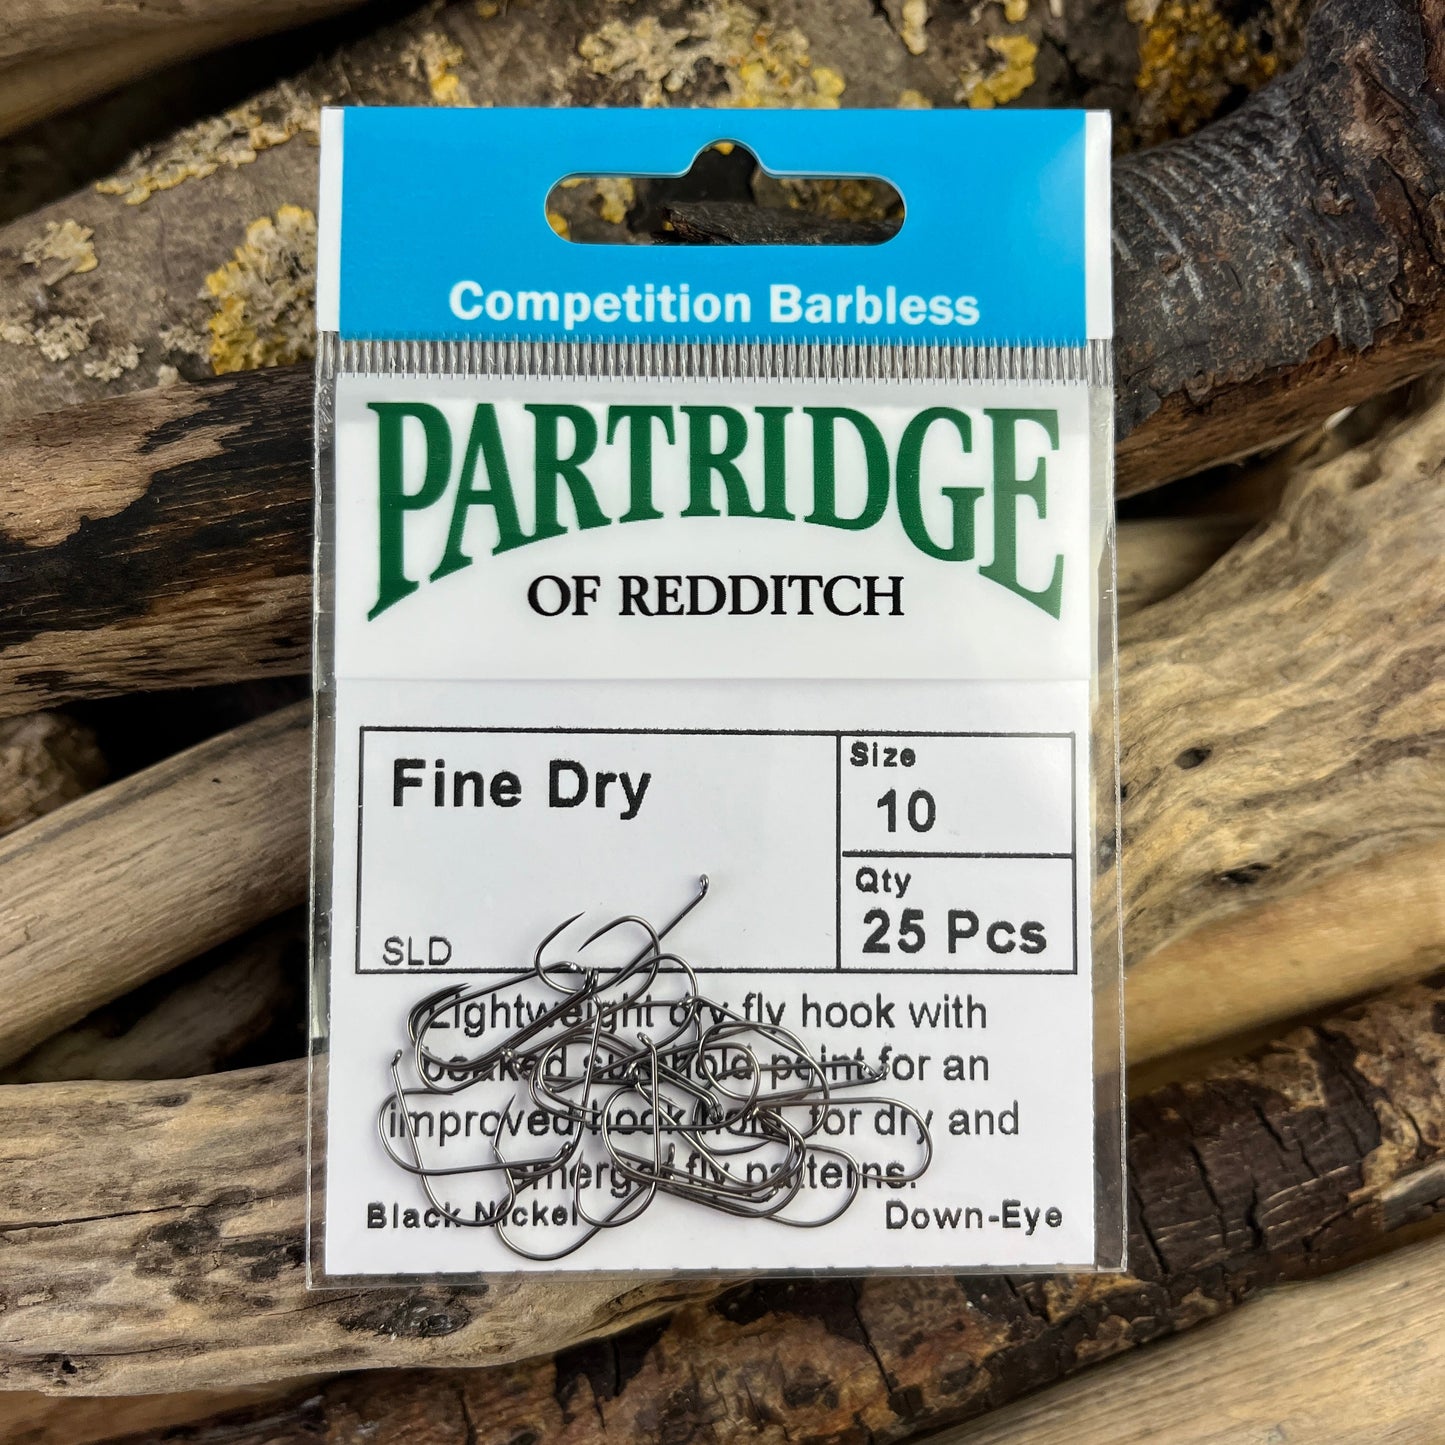 Competition Barbless
PARTRIDGE
OF REDDITCH
Fine Dry
SLD
Size
10
Qty
25 Pcs
Lightweight dry fly hook with
beaked surehold point for an
improved hook hold, for dry and
emerger fly patterns.
Black Nickel
Down-Eye